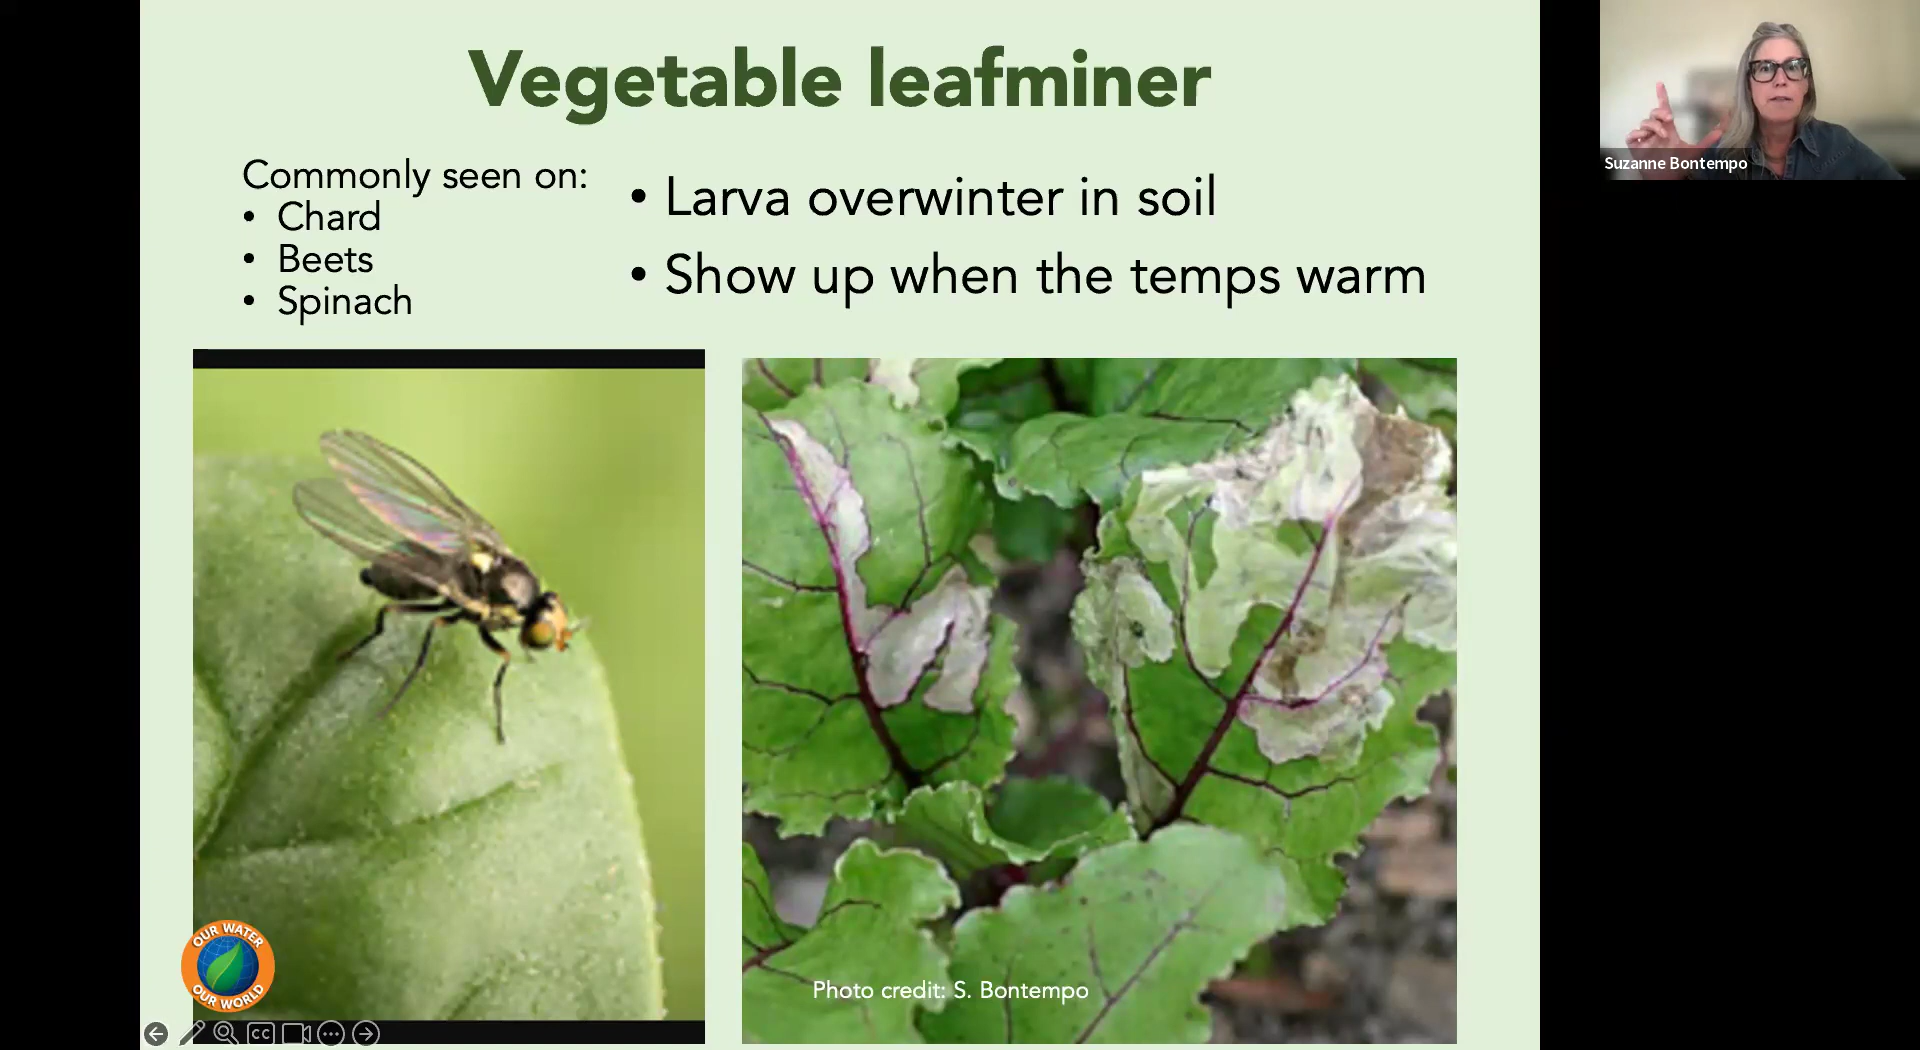 Vegetable leafminer
Commonly seen on:
• Chard
• Beets
• Spinach
• Larva overwinter in soil
• Show up when the temps warm
Suzanne Bontempo
OUR WATER
OUR WORLD
Photo credit: S. Bontempo
CC